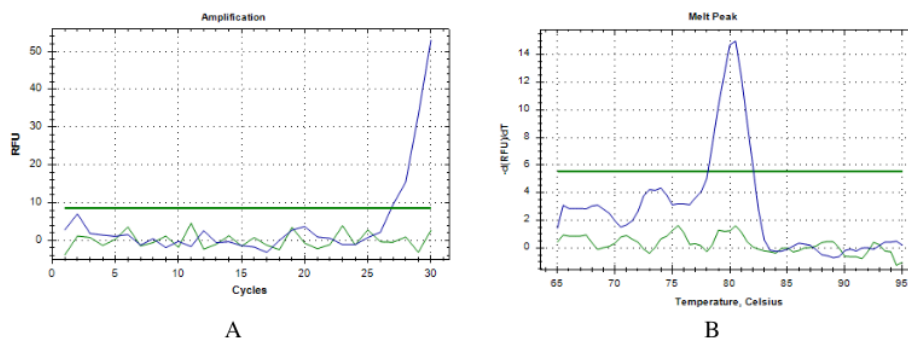 Amplification
50
40
30
20
10
0
RFU
0 5 10 15 20 25 30
Cycles
A
Melt Peak
14
12
10
8
6
4
2
0
-d(RFU)/dT
65 70 75 80 85 90 95
Temperature, Celsius
B